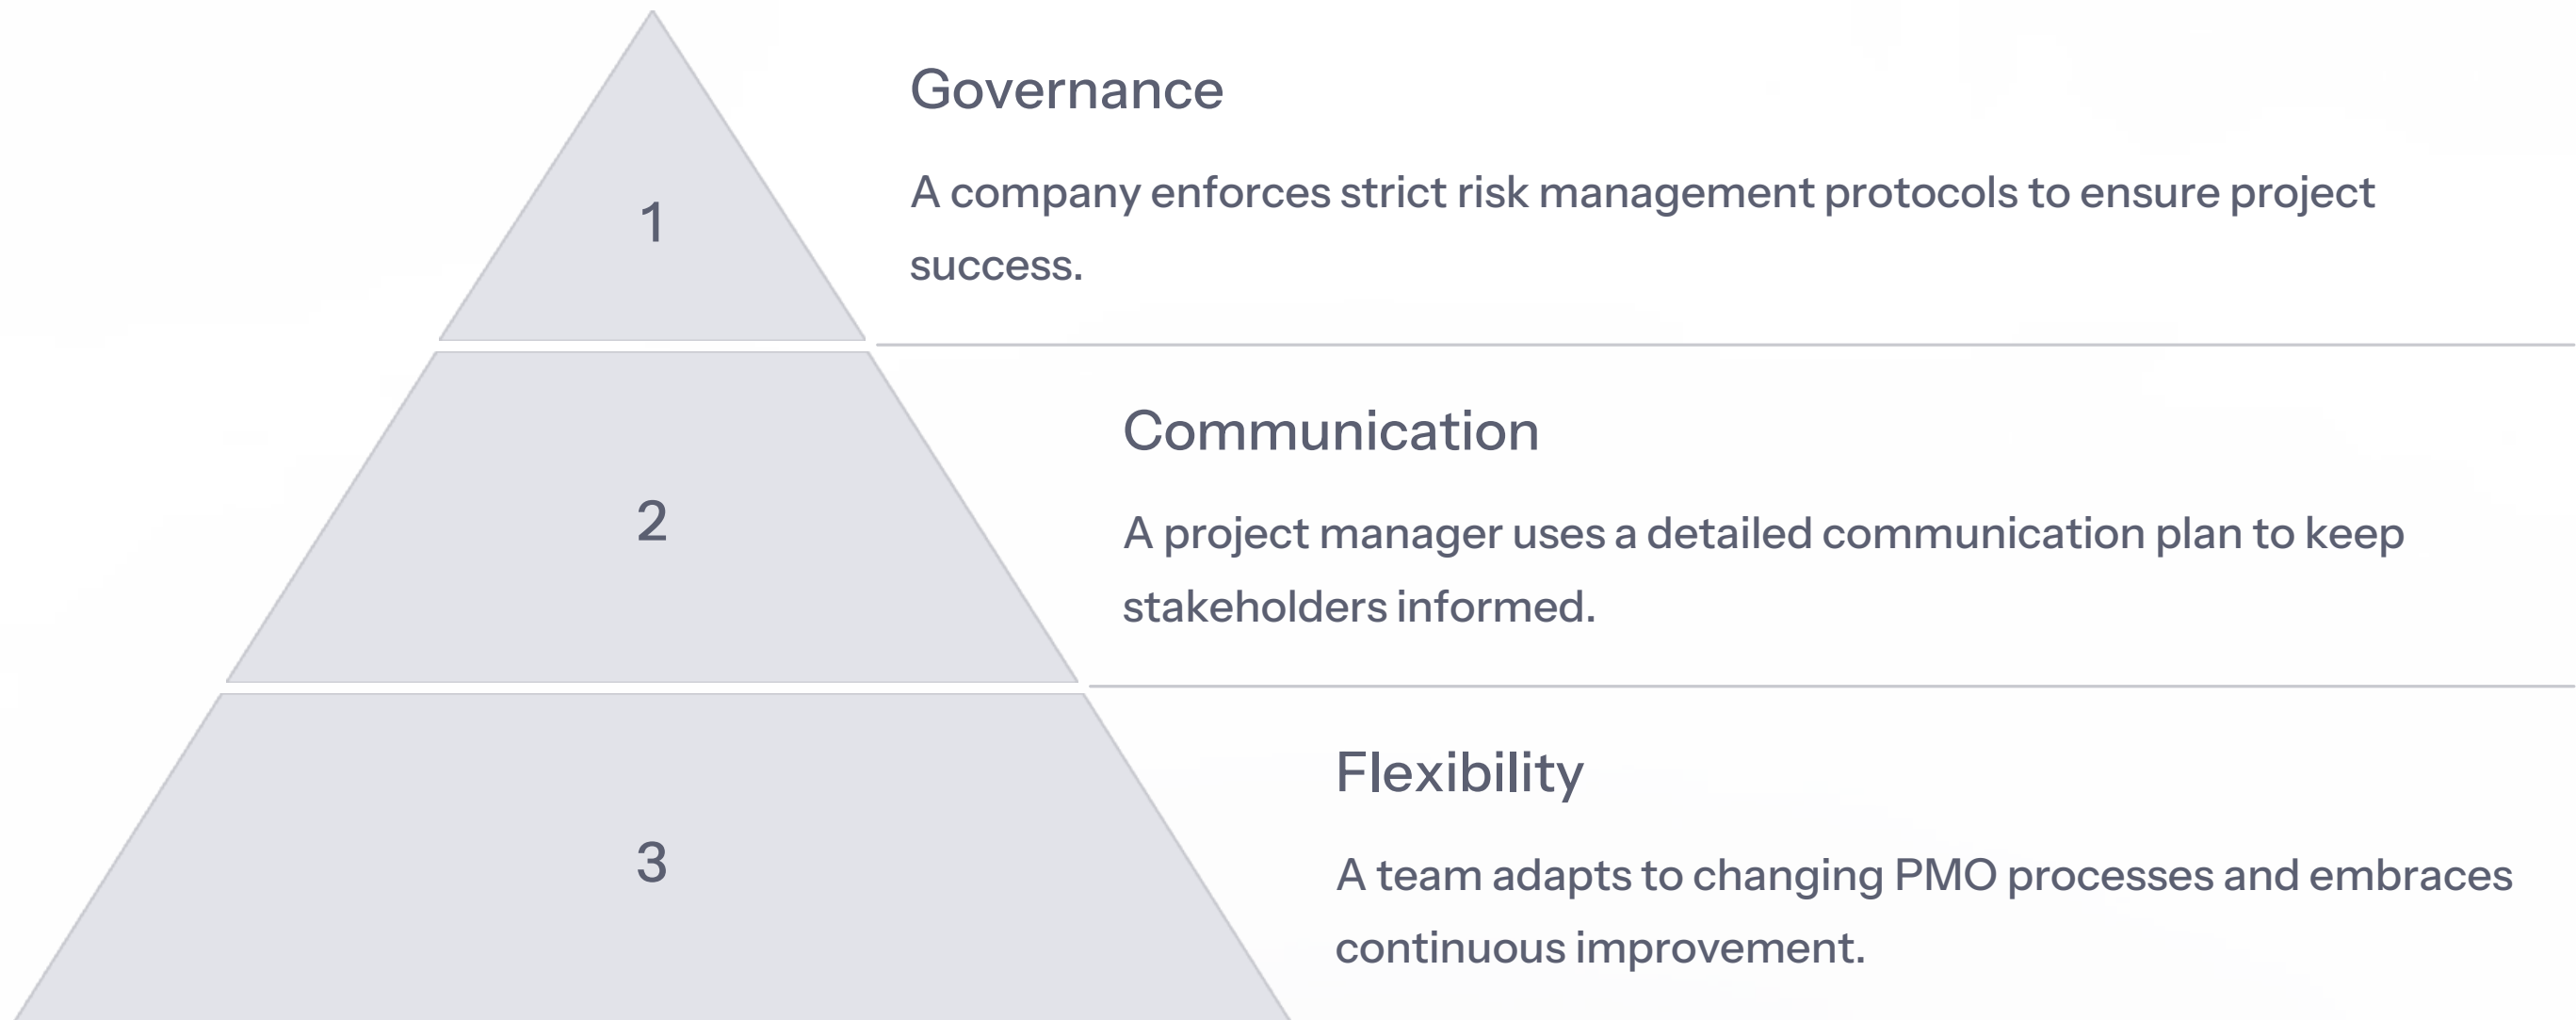 1
Governance
A company enforces strict risk management protocols to ensure project
success.
2
Communication
A project manager uses a detailed communication plan to keep
stakeholders informed.
3
Flexibility
A team adapts to changing PMO processes and embraces
continuous improvement.